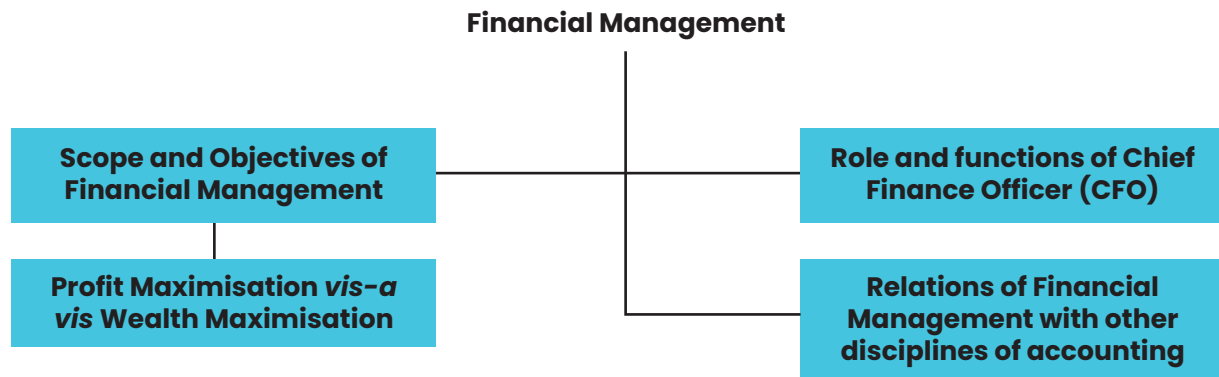 Financial Management
Scope and Objectives of
Financial Management
Role and functions of Chief
Finance Officer (CFO)
Profit Maximisation vis-a
vis Wealth Maximisation
Relations of Financial
Management with other
disciplines of accounting